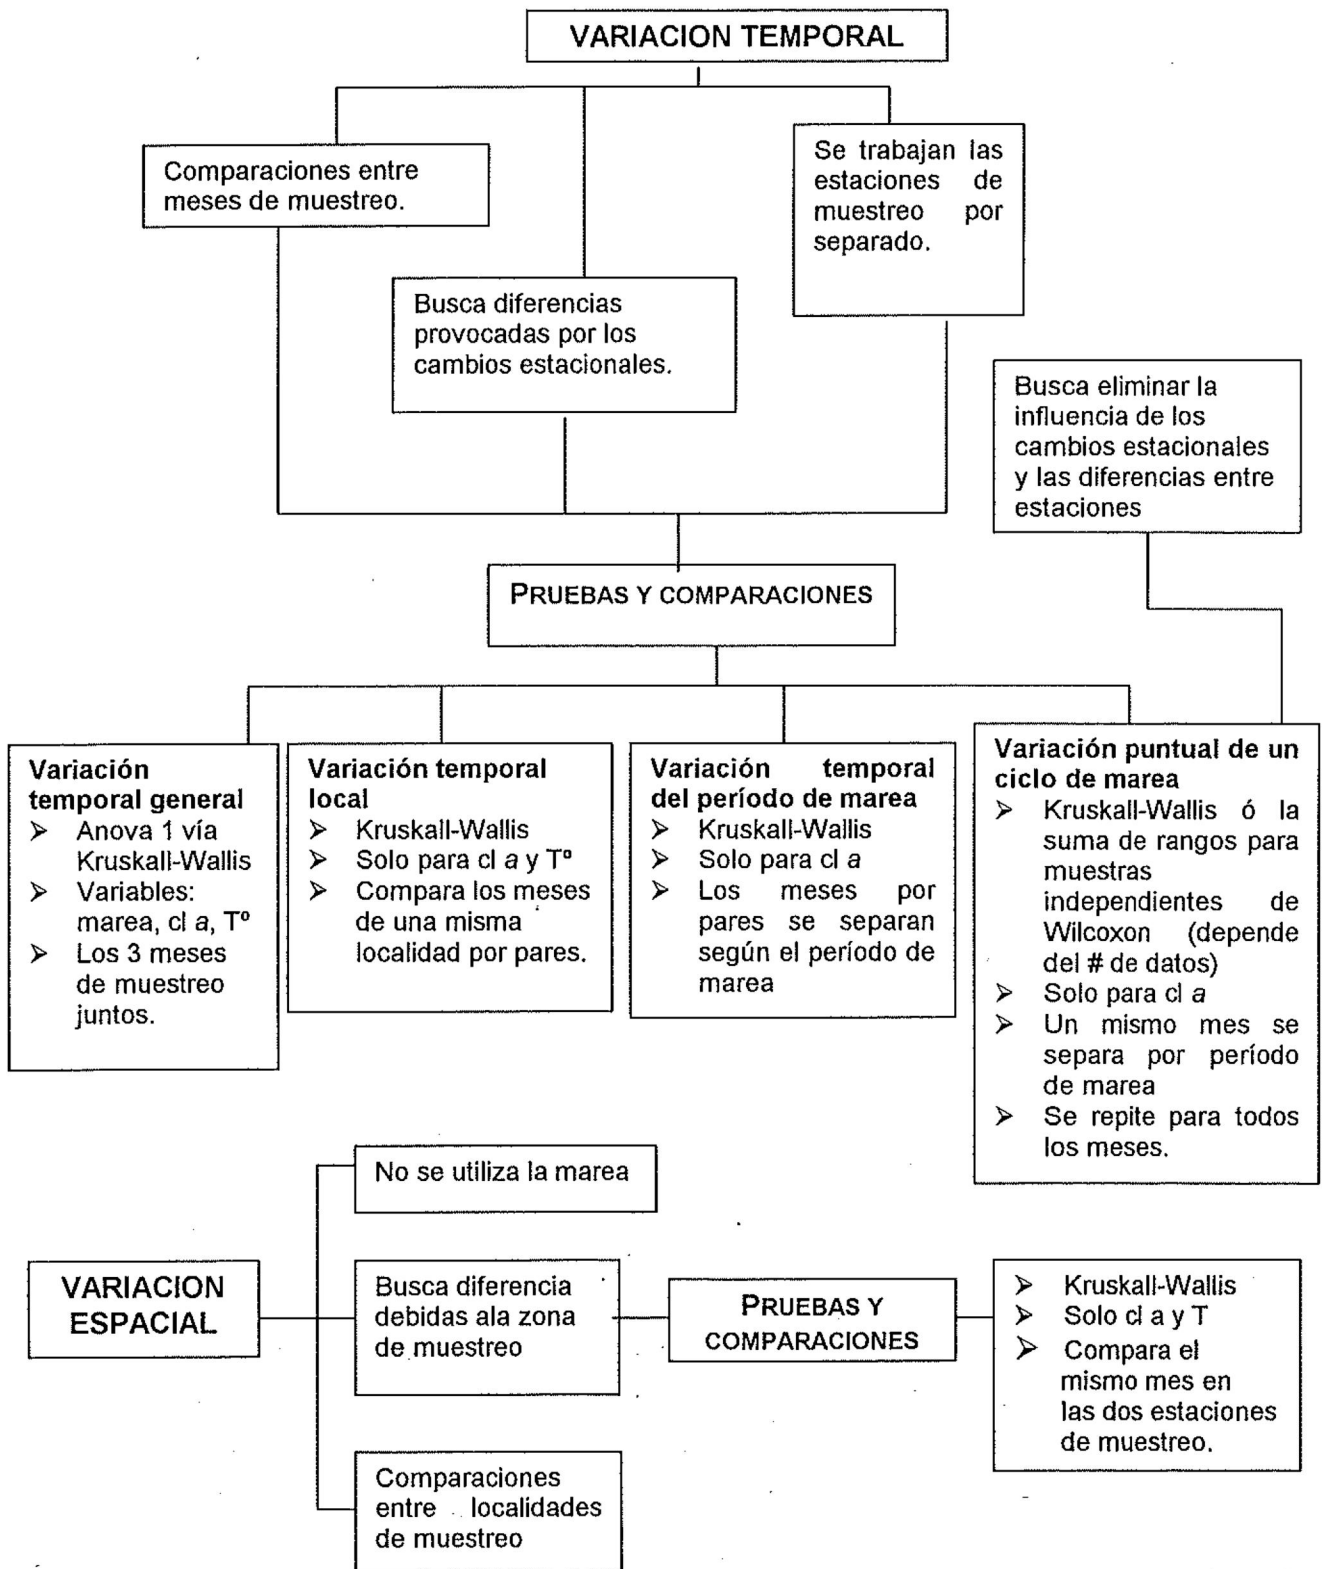 VARIACION TEMPORAL
Comparaciones entre
meses de muestreo.
Se trabajan las
estaciones de
muestreo por
separado.
Busca diferencias
provocadas por los
cambios estacionales.
Busca eliminar la
influencia de los
cambios estacionales
y las diferencias entre
estaciones
PRUEBAS Y COMPARACIONES
Variación
temporal general
➢ Anova 1 vía
Kruskall-Wallis
➢ Variables:
marea, cl a, Tº
➢ Los 3 meses
de muestreo
juntos.
Variación temporal
local
➢ Kruskall-Wallis
➢ Solo para cl a y Tº
➢ Compara los meses
de una misma
localidad por pares.
Variación temporal
del período de marea
➢ Kruskall-Wallis
➢ Solo para cl a
➢ Los meses por
pares se separan
según el período de
marea
Variación puntual de un
ciclo de marea
➢ Kruskall-Wallis ó la
suma de rangos para
muestras
independientes de
Wilcoxon (depende
del # de datos)
➢ Solo para cl a
➢ Un mismo mes se
separa por período
de marea
➢ Se repite para todos
los meses.
No se utiliza la marea
VARIACION
ESPACIAL
Busca diferencia
debidas ala zona
de muestreo
PRUEBAS Y
COMPARACIONES
➢ Kruskall-Wallis
➢ Solo cl a y T
➢ Compara el
mismo mes en
las dos estaciones
de muestreo.
Comparaciones
entre localidades
de muestreo